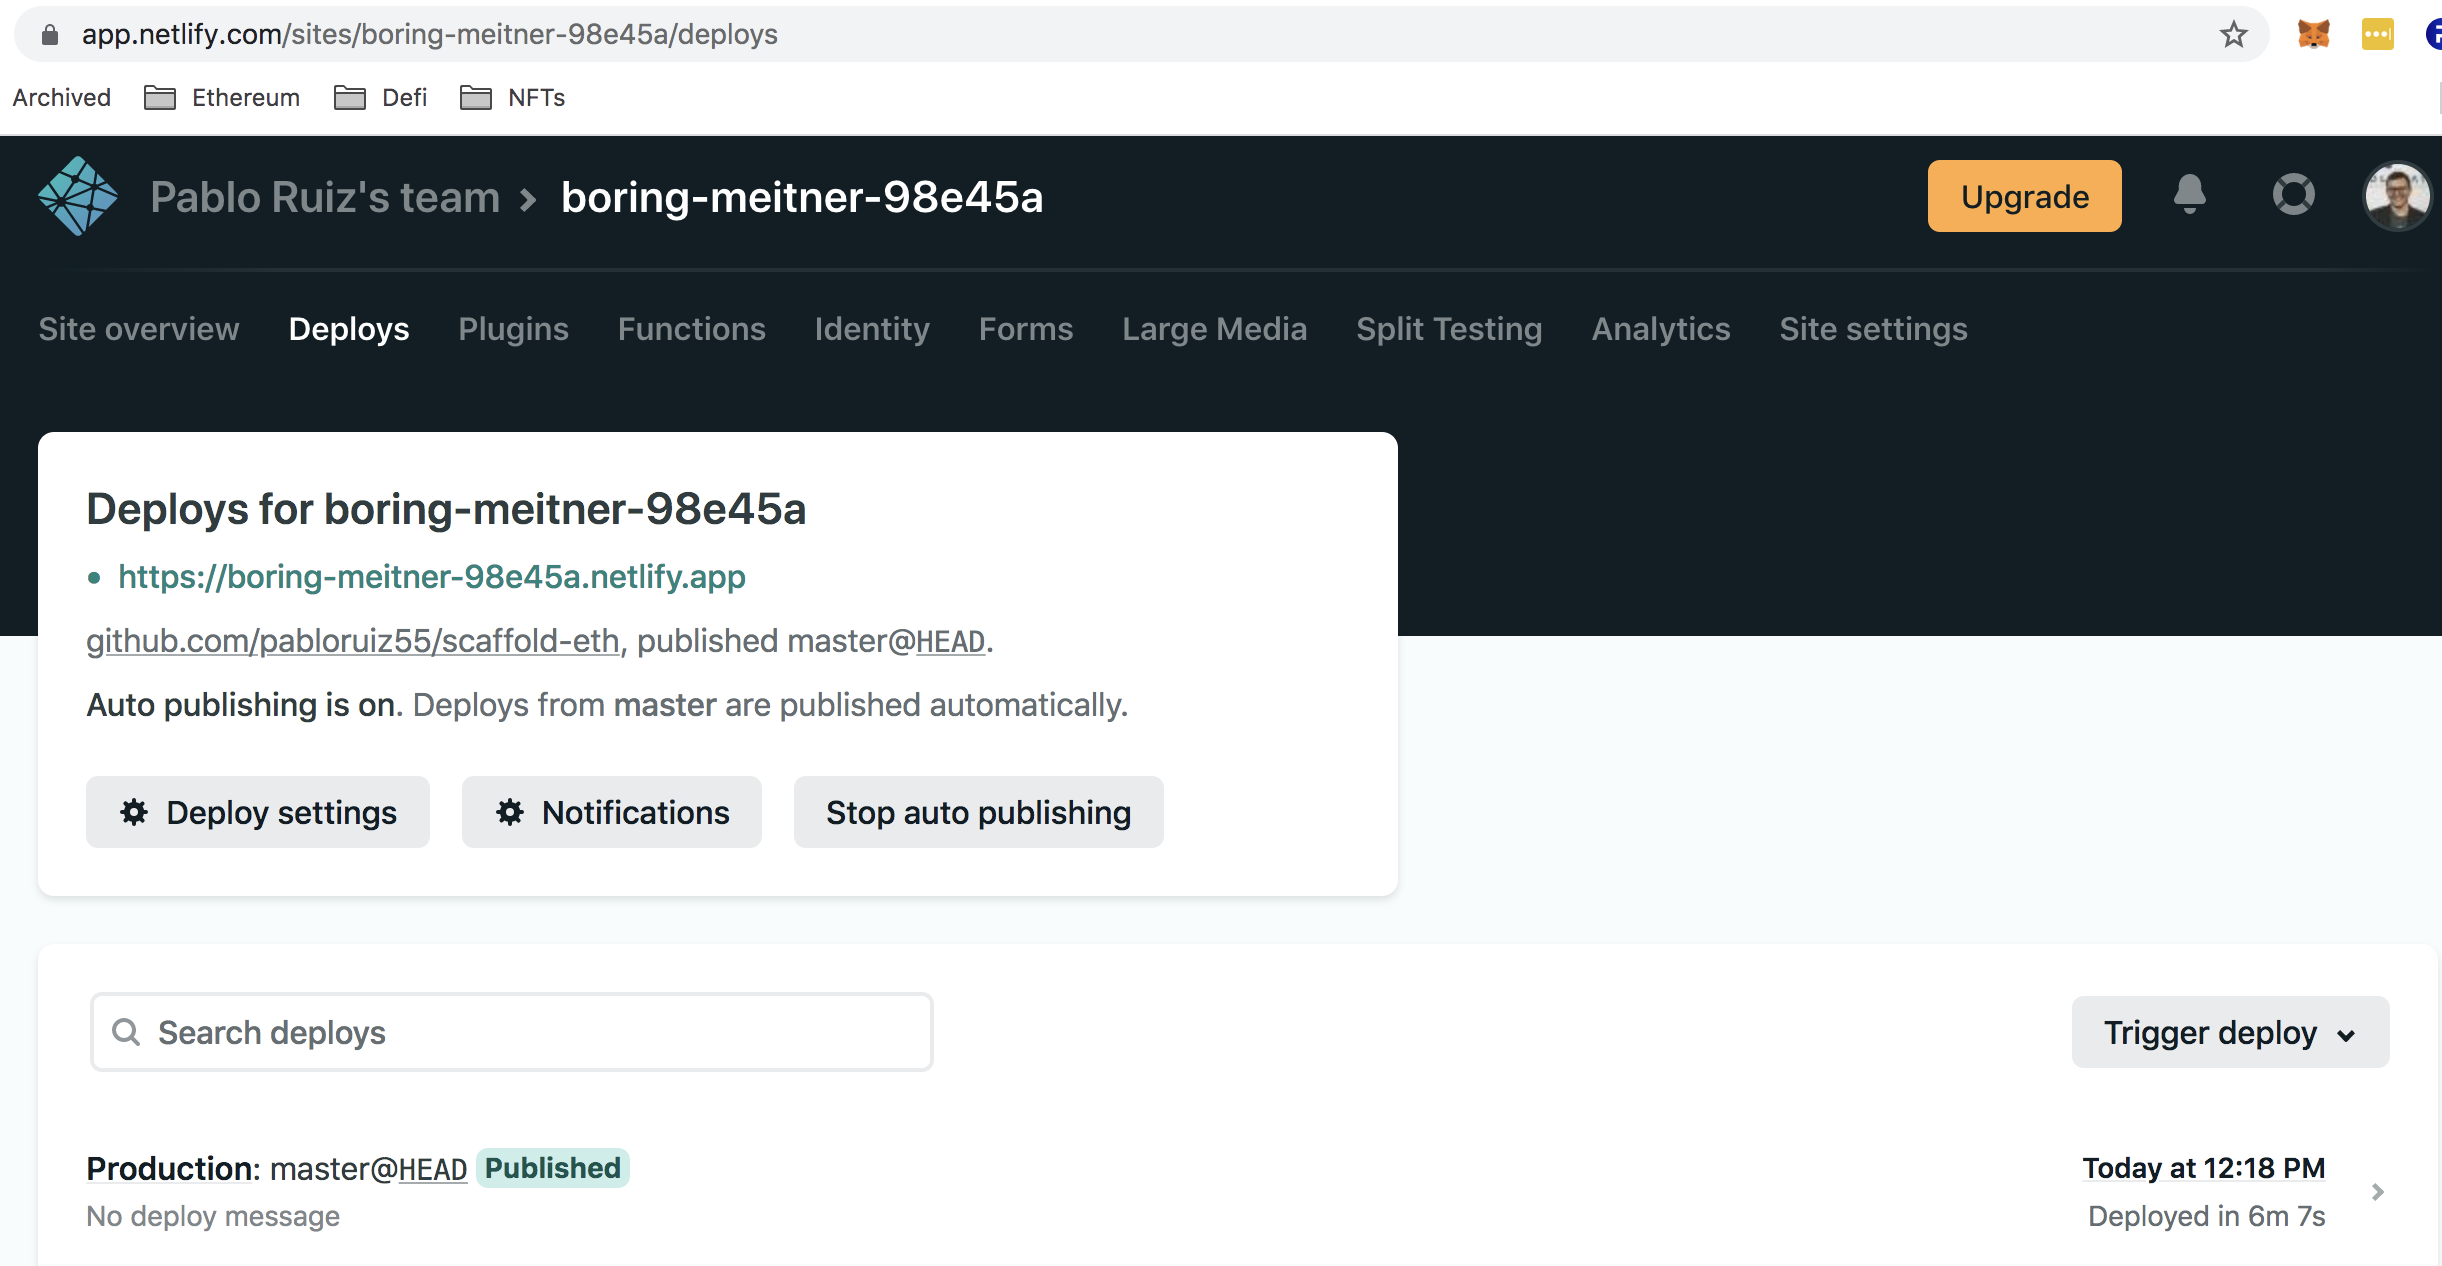 app.netlify.com/sites/boring-meitner-98e45a/deploys
Archived Ethereum Defi NFTs
Pablo Ruiz's team > boring-meitner-98e45a Upgrade
Site overview Deploys Plugins Functions Identity Forms Large Media Split Testing Analytics Site settings
Deploys for boring-meitner-98e45a
• https://boring-meitner-98e45a.netlify.app
github.com/pabloruiz55/scaffold-eth, published master@HEAD.
Auto publishing is on. Deploys from master are published automatically.
Deploy settings Notifications Stop auto publishing
Search deploys Trigger deploy
Production: master@HEAD Published Today at 12:18 PM
No deploy message Deployed in 6m 7s